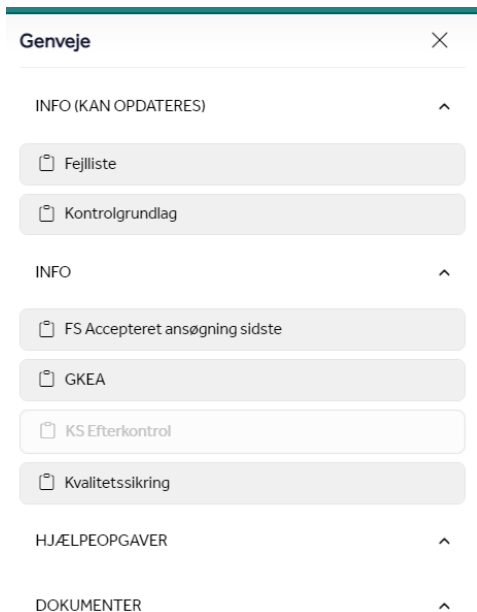 Genveje
INFO (KAN OPDATERES)
Fejlliste
Kontrolgrundlag
INFO
FS Accepteret ansøgning sidste
GKEA
KS Efterkontrol
Kvalitetssikring
HJÆLPEOPGAVER
DOKUMENTER